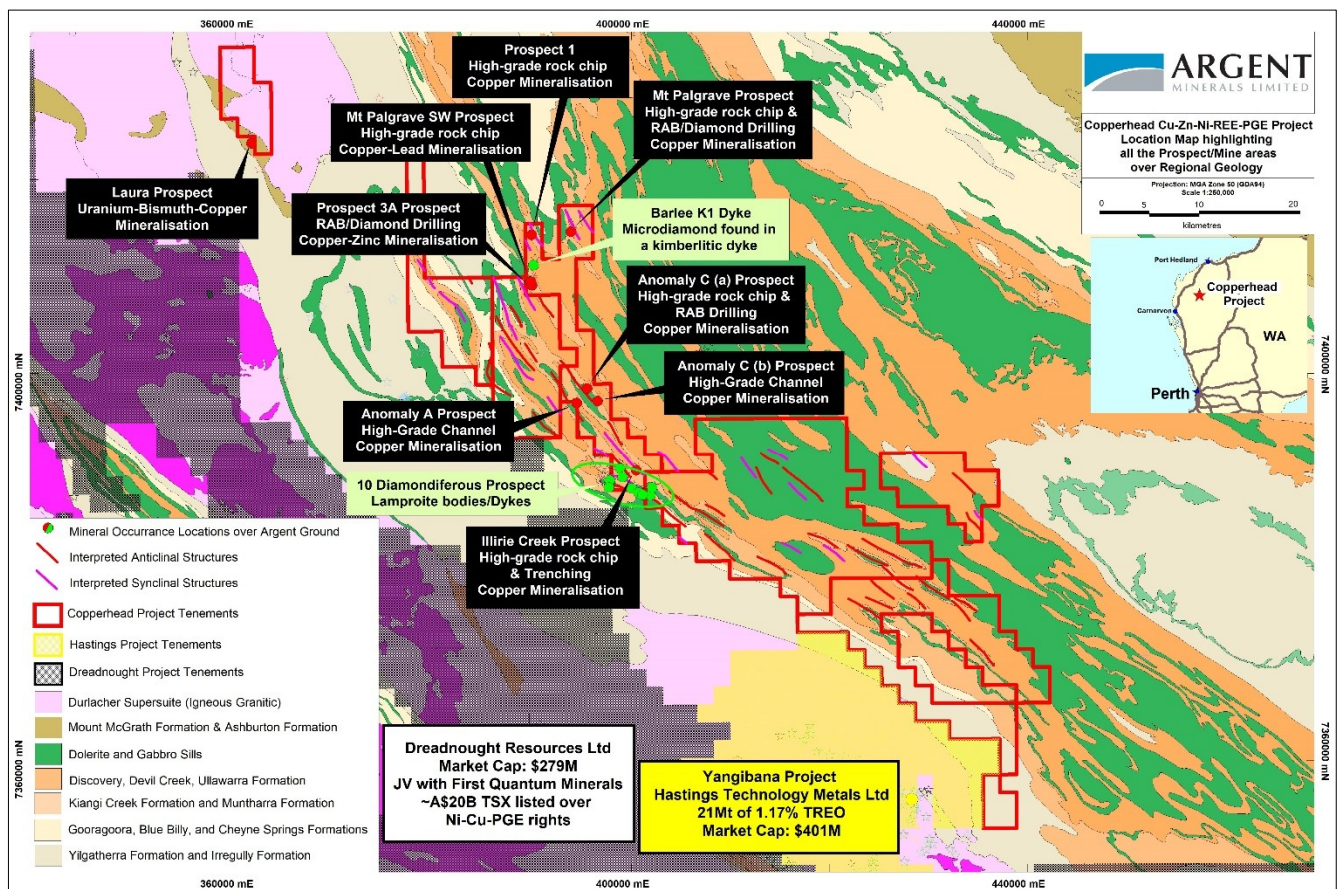 360000 mE
400000 mE
440000 mE
ARGENT
MINERALS LIMITED
Copperhead Cu-Zn-Ni-REE-PGE Project
Location Map highlighting
all the Prospect/Mine areas
over Regional Geology
Projection: MGA Zone 50 (GDA94)
Scale 1:250,000
0 5 10 20
kilometres
Port Hedland
Copperhead
Project
Carnarvon
WA
Perth
Prospect 1
High-grade rock chip
Copper Mineralisation
Mt Palgrave SW Prospect
High-grade rock chip
Copper-Lead Mineralisation
Mt Palgrave Prospect
High-grade rock chip &
RAB/Diamond Drilling
Copper Mineralisation
Laura Prospect
Uranium-Bismuth-Copper
Mineralisation
Prospect 3A Prospect
RAB/Diamond Drilling
Copper-Zinc Mineralisation
Barlee K1 Dyke
Microdiamond found in
a kimberlitic dyke
Anomaly C (a) Prospect
High-grade rock chip &
RAB Drilling
Copper Mineralisation
Anomaly C (b) Prospect
High-Grade Channel
Copper Mineralisation
Anomaly A Prospect
High-Grade Channel
Copper Mineralisation
10 Diamondiferous Prospect
Lamproite bodies/Dykes
Illirie Creek Prospect
High-grade rock chip
& Trenching
Copper Mineralisation
7400000 mN
7400000 mN
Mineral Occurrance Locations over Argent Ground
Interpreted Anticlinal Structures
Interpreted Synclinal Structures
Copperhead Project Tenements
Hastings Project Tenements
Dreadnought Project Tenements
Durlacher Supersuite (Igneous Granitic)
Mount McGrath Formation & Ashburton Formation
Dolerite and Gabbro Sills
Discovery, Devil Creek, Ullawarra Formation
Kiangi Creek Formation and Muntharra Formation
Gooragoora, Blue Billy, and Cheyne Springs Formations
Yilgatherra Formation and Irregully Formation
Dreadnought Resources Ltd
Market Cap: $279M
JV with First Quantum Minerals
~A$20B TSX listed over
Ni-Cu-PGE rights
Yangibana Project
Hastings Technology Metals Ltd
21Mt of 1.17% TREO
Market Cap: $401M
7360000 mN
7360000 mN
360000 mE
400000 mE
440000 mE